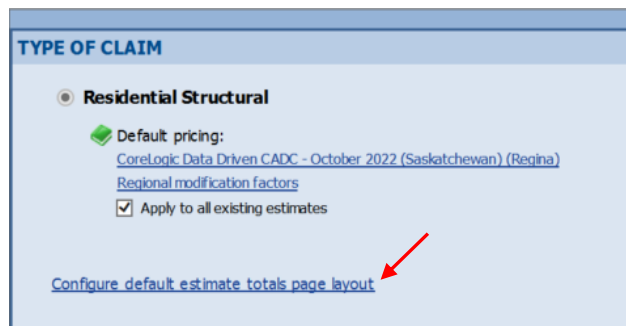 TYPE OF CLAIM
Residential Structural
Default pricing:
CoreLogic Data Driven CADC - October 2022 (Saskatchewan) (Regina)
Regional modification factors
Apply to all existing estimates
Configure default estimate totals page layout